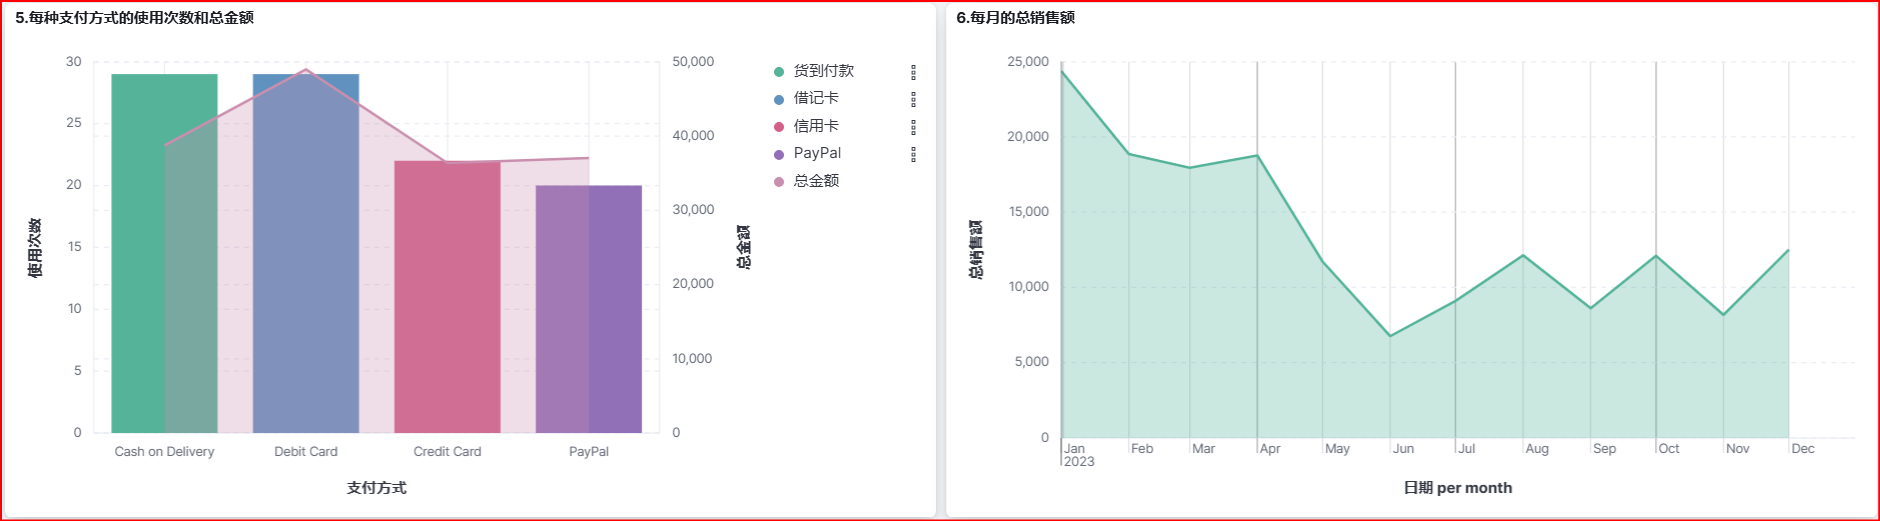 5.每种支付方式的使用次数和总金额
30
25
20
15
10
5
0
使用次数
50,000
40,000
30,000
20,000
10,000
0
总金额
Cash on Delivery
Debit Card
Credit Card
PayPal
支付方式
货到付款
借记卡
信用卡
PayPal
总金额
6.每月的总销售额
25,000
20,000
15,000
10,000
5,000
0
总销售额
Jan
2023
Feb
Mar
Apr
May
Jun
Jul
Aug
Sep
Oct
Nov
Dec
日期 per month